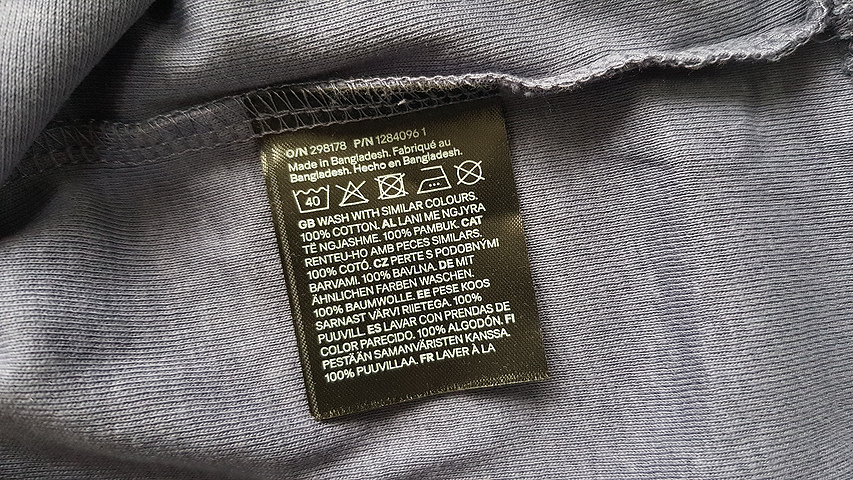 O/N 298178 P/N 1284096 1
Made in Bangladesh. Fabriqué au
Bangladesh. Hecho en Bangladesh.
40
GB WASH WITH SIMILAR COLOURS.
100% COTTON. AL LANI ME NGJYRA
TË NGJASHME. 100% PAMBUK. CAT
RENTEU-HO AMB PECES SIMILARS.
100% COTÓ. CZ PERTE S PODOBNÝMI
BARVAMI. 100% BAVLNA. DE MIT
ÄHNLICHEN FARBEN WASCHEN.
100% BAUMWOLLE. EE PESE KOOS
SARNAST VÄRVI RIIETEGA. 100%
PUUVILL. ES LAVAR CON PRENDAS DE
COLOR PARECIDO. 100% ALGODÓN. FI
PESTÄÄN SAMANVÄRISTEN KANSSA.
100% PUUVILLAA. FR LAVER À LA